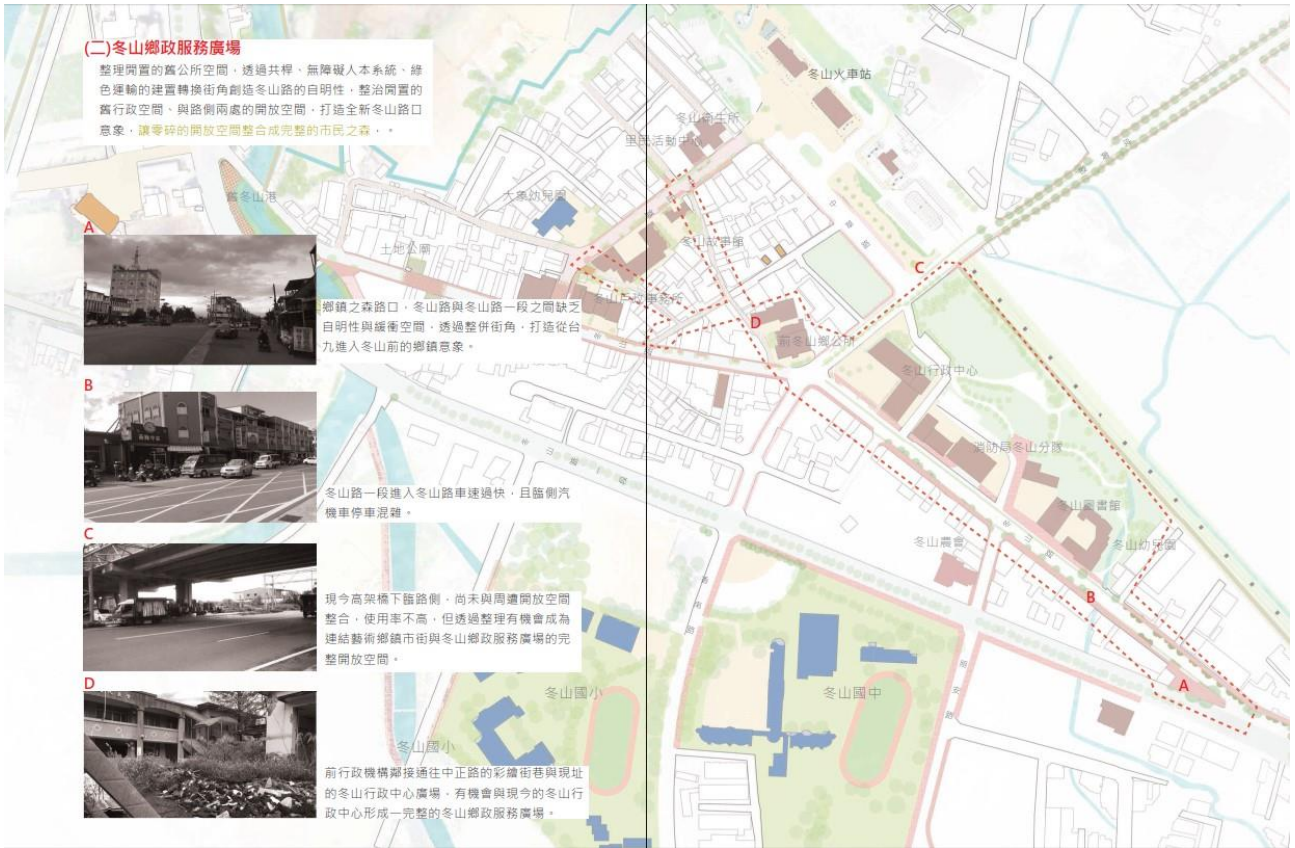 (二)冬山鄉政服務廣場
整理閒置的舊公所空間，透過共桿、無障礙人本系統、綠
色運輸的建置轉換街角創造冬山路的自明性，整治閒置的
舊行政空間、與路側兩處的開放空間，打造全新冬山路口
意象，讓零碎的開放空間整合成完整的市民之森，。
A
鄉鎮之森路口，冬山路與冬山路一段之間缺乏
自明性與緩衝空間，透過整併街角，打造從台
九進入冬山前的鄉鎮意象。
B
冬山路一段進入冬山路車速過快，且臨側汽
機車停車混雜。
C
現今高架橋下臨路側，尚未與周遭開放空間
整合，使用率不高，但透過整理有機會成為
連結藝術鄉鎮市街與冬山鄉政服務廣場的完
整開放空間。
D
前行政機構鄰接通往中正路的彩繪街巷與現址
的冬山行政中心廣場，有機會與現今的冬山行
政中心形成一完整的冬山鄉政服務廣場。
冬山火車站
冬山衛生所
里民活動中心
舊冬山港
大象幼兒園
土地公廟
冬山故事館
冬山戶政事務所
C
D
前冬山鄉公所
冬山行政中心
消防局冬山分隊
冬山圖書館
冬山農會
冬山幼兒園
B
A
冬山國小
冬山國中
冬山國小